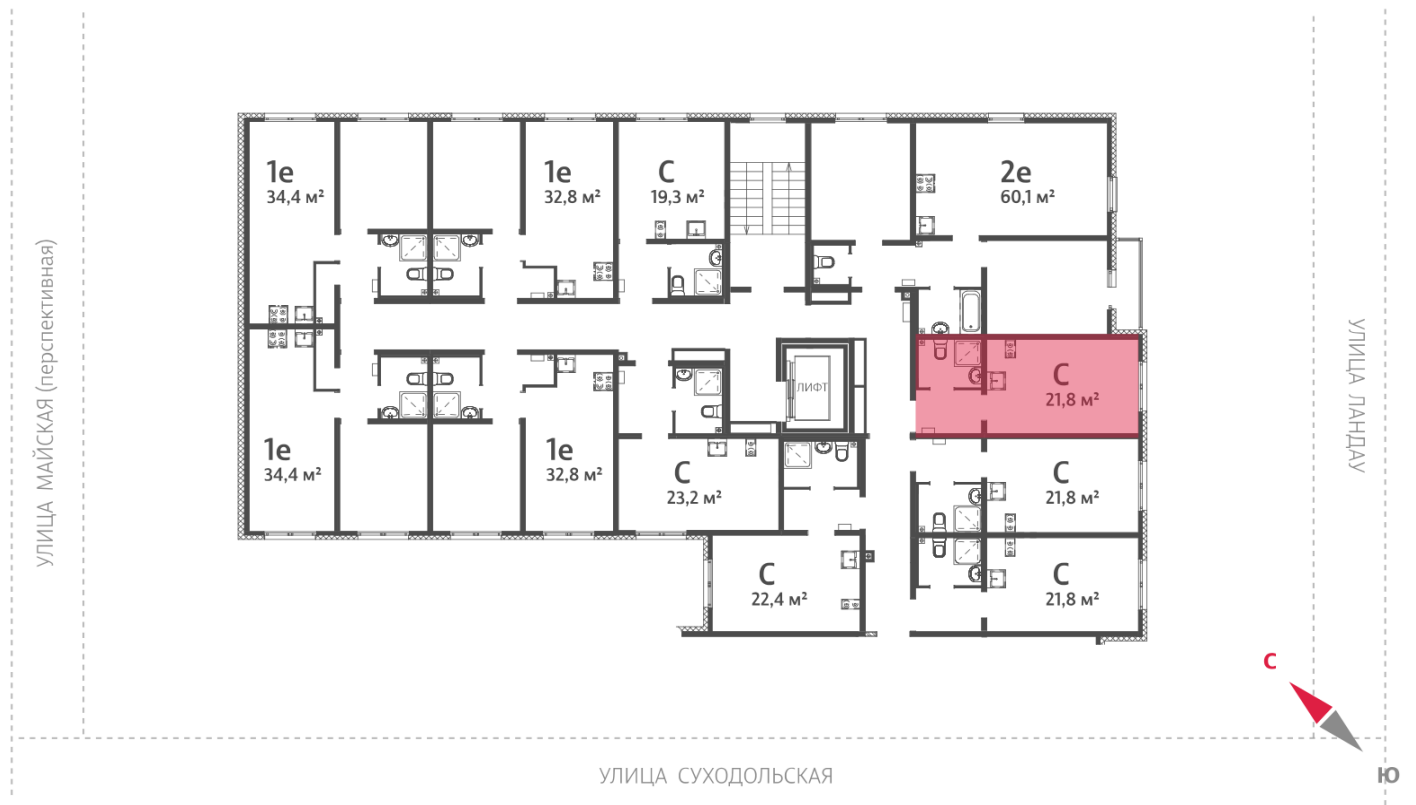 1е
34,4 м²
1е
32,8 м²
С
19,3 м²
2е
60,1 м²
УЛИЦА МАЙСКАЯ (перспективная)
УЛИЦА ЛАНДАУ
ЛИФТ
С
21,8 м²
1е
34,4 м²
1е
32,8 м²
С
23,2 м²
С
21,8 м²
С
22,4 м²
С
21,8 м²
С
Ю
УЛИЦА СУХОДОЛЬСКАЯ